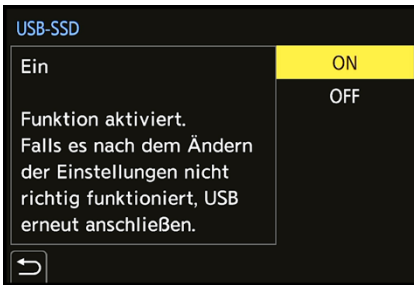 USB-SSD
Ein
ON
OFF
Funktion aktiviert.
Falls es nach dem Ändern
der Einstellungen nicht
richtig funktioniert, USB
erneut anschließen.